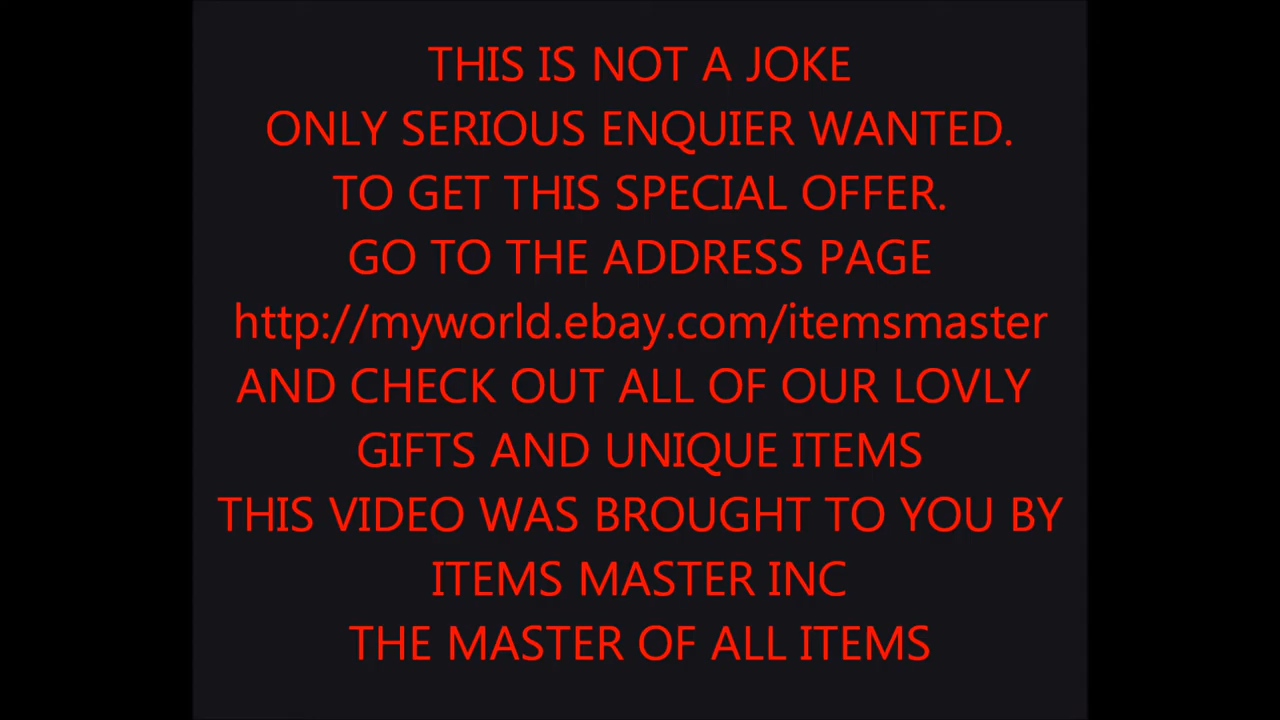 THIS IS NOT A JOKE
ONLY SERIOUS ENQUIER WANTED.
TO GET THIS SPECIAL OFFER.
GO TO THE ADDRESS PAGE
http://myworld.ebay.com/itemsmaster
AND CHECK OUT ALL OF OUR LOVLY
GIFTS AND UNIQUE ITEMS
THIS VIDEO WAS BROUGHT TO YOU BY
ITEMS MASTER INC
THE MASTER OF ALL ITEMS